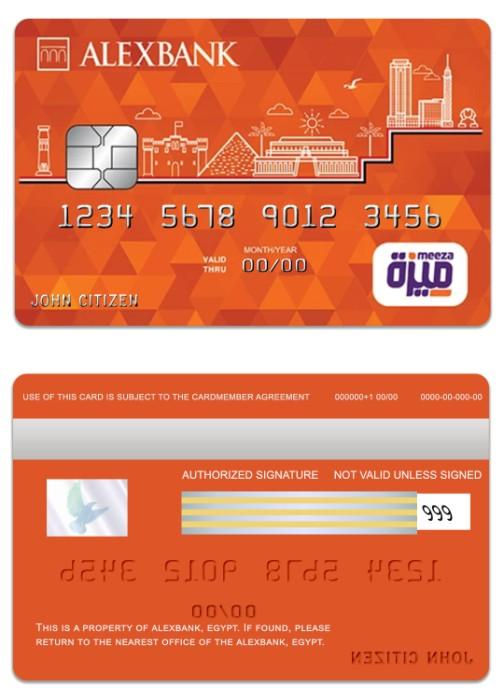 ALEXBANK
1234 5678 9012 3456
MONTH/YEAR
VALID THRU 00/00
meeza
ميزة
JOHN CITIZEN
USE OF THIS CARD IS SUBJECT TO THE CARDMEMBER AGREEMENT 000000+1 00/00 0000-00-000-00
AUTHORIZED SIGNATURE NOT VALID UNLESS SIGNED
999
1234 5678 9012 3456
00/00
THIS IS A PROPERTY OF ALEXBANK, EGYPT. IF FOUND, PLEASE
RETURN TO THE NEAREST OFFICE OF THE ALEXBANK, EGYPT.
JOHN CITIZEN